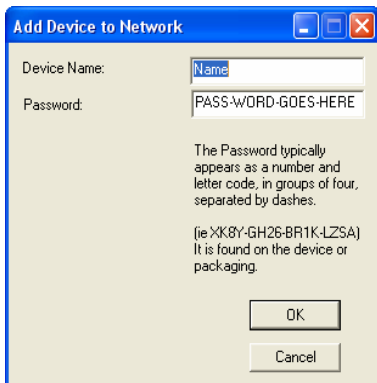 Add Device to Network
Device Name:
Name
Password:
PASS-WORD-GOES-HERE
The Password typically
appears as a number and
letter code, in groups of four,
separated by dashes.
(ie XK8Y-GH26-BR1K-LZSA)
It is found on the device or
packaging.
OK
Cancel